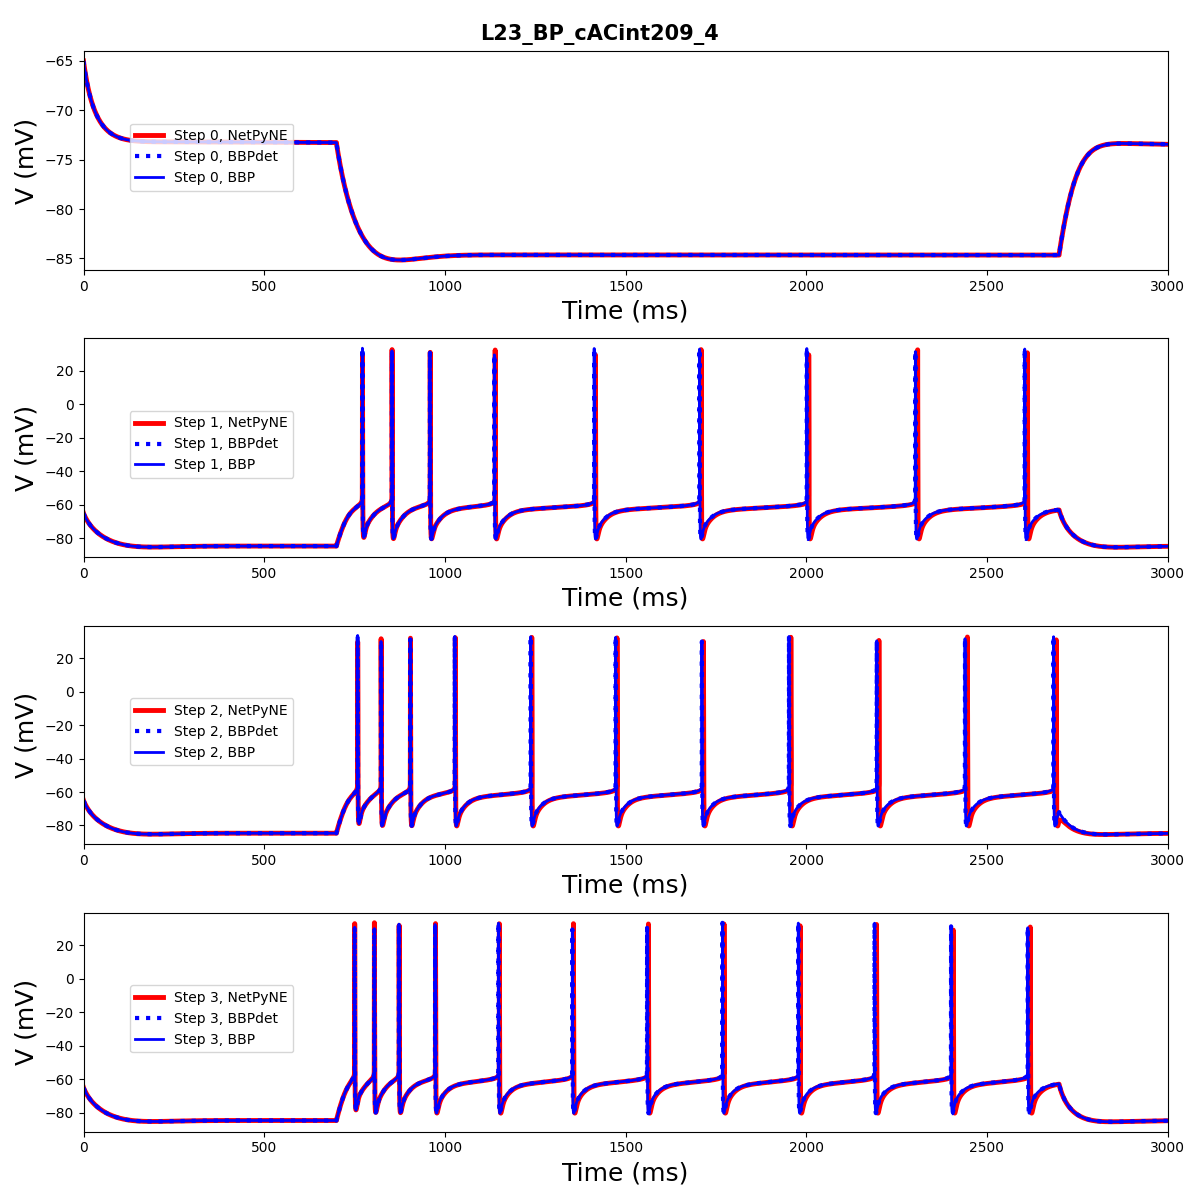 L23_BP_cACint209_4
V (mV)
−65
−70
−75
−80
−85
Step 0, NetPyNE
Step 0, BBPdet
Step 0, BBP
0 500 1000 1500 2000 2500 3000
Time (ms)
V (mV)
20
0
−20
−40
−60
−80
Step 1, NetPyNE
Step 1, BBPdet
Step 1, BBP
0 500 1000 1500 2000 2500 3000
Time (ms)
V (mV)
20
0
−20
−40
−60
−80
Step 2, NetPyNE
Step 2, BBPdet
Step 2, BBP
0 500 1000 1500 2000 2500 3000
Time (ms)
V (mV)
20
0
−20
−40
−60
−80
Step 3, NetPyNE
Step 3, BBPdet
Step 3, BBP
0 500 1000 1500 2000 2500 3000
Time (ms)